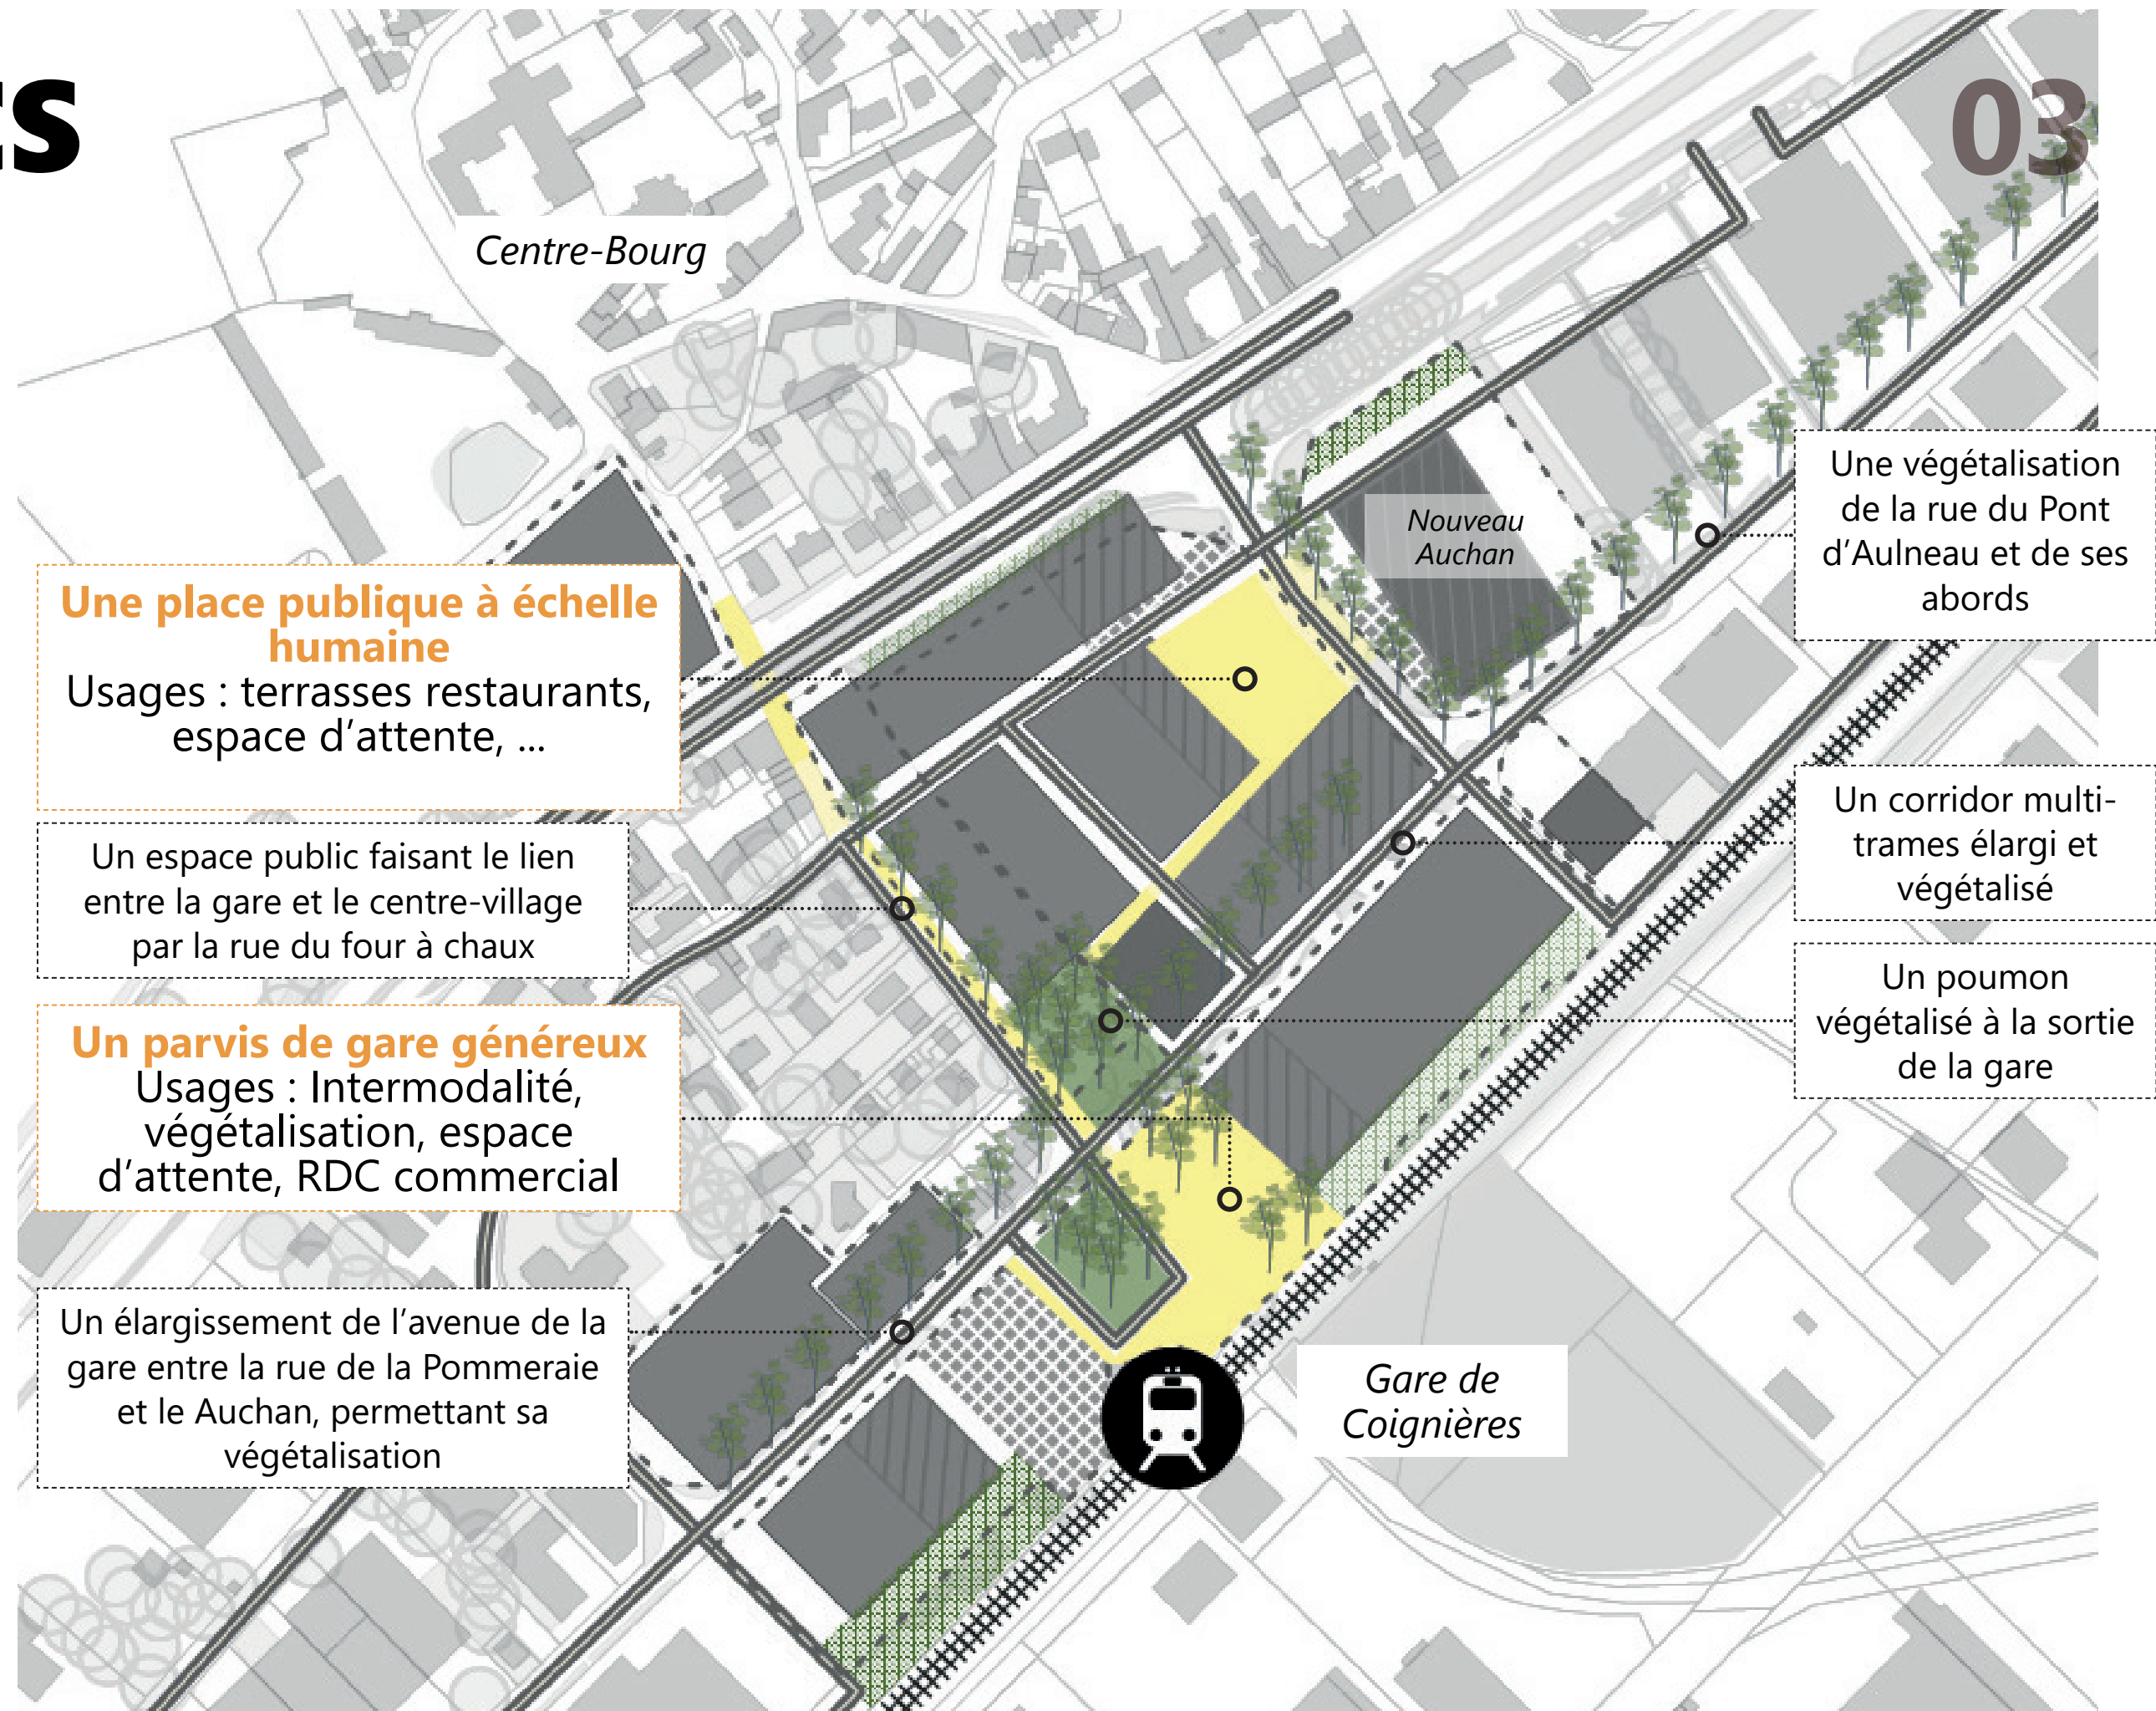 03
Centre-Bourg
Nouveau
Auchan
Une place publique à échelle
humaine
Usages : terrasses restaurants,
espace d’attente, ...
Un espace public faisant le lien
entre la gare et le centre-village
par la rue du four à chaux
Un parvis de gare généreux
Usages : Intermodalité,
végétalisation, espace
d’attente, RDC commercial
Un élargissement de l’avenue de la
gare entre la rue de la Pommeraie
et le Auchan, permettant sa
végétalisation
Une végétalisation
de la rue du Pont
d’Aulneau et de ses
abords
Un corridor multi-
trames élargi et
végétalisé
Un poumon
végétalisé à la sortie
de la gare
Gare de
Coignières